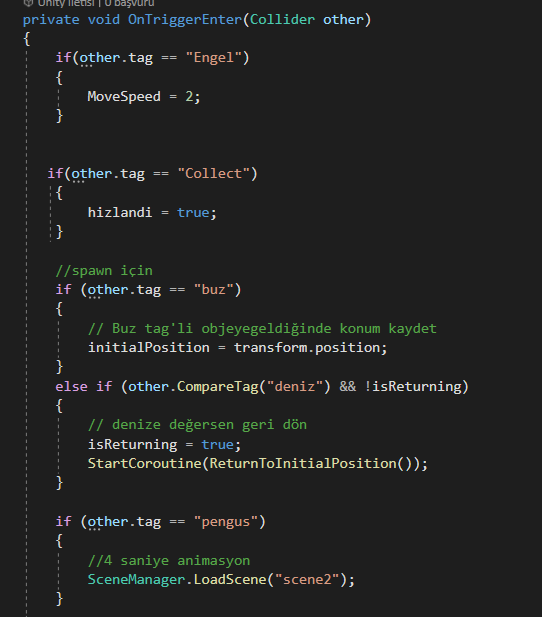 Unity iletisi | 0 başvuru
private void OnTriggerEnter(Collider other)
{
if(other.tag == "Engel")
{
MoveSpeed = 2;
}
if(other.tag == "Collect")
{
hizlandi = true;
}
//spawn için
if (other.tag == "buz")
{
// Buz tag'li objeyegeldiğinde konum kaydet
initialPosition = transform.position;
}
else if (other.CompareTag("deniz") && !isReturning)
{
// denize değersen geri dön
isReturning = true;
StartCoroutine(ReturnToInitialPosition());
}
if (other.tag == "pengus")
{
//4 saniye animasyon
SceneManager.LoadScene("scene2");
}